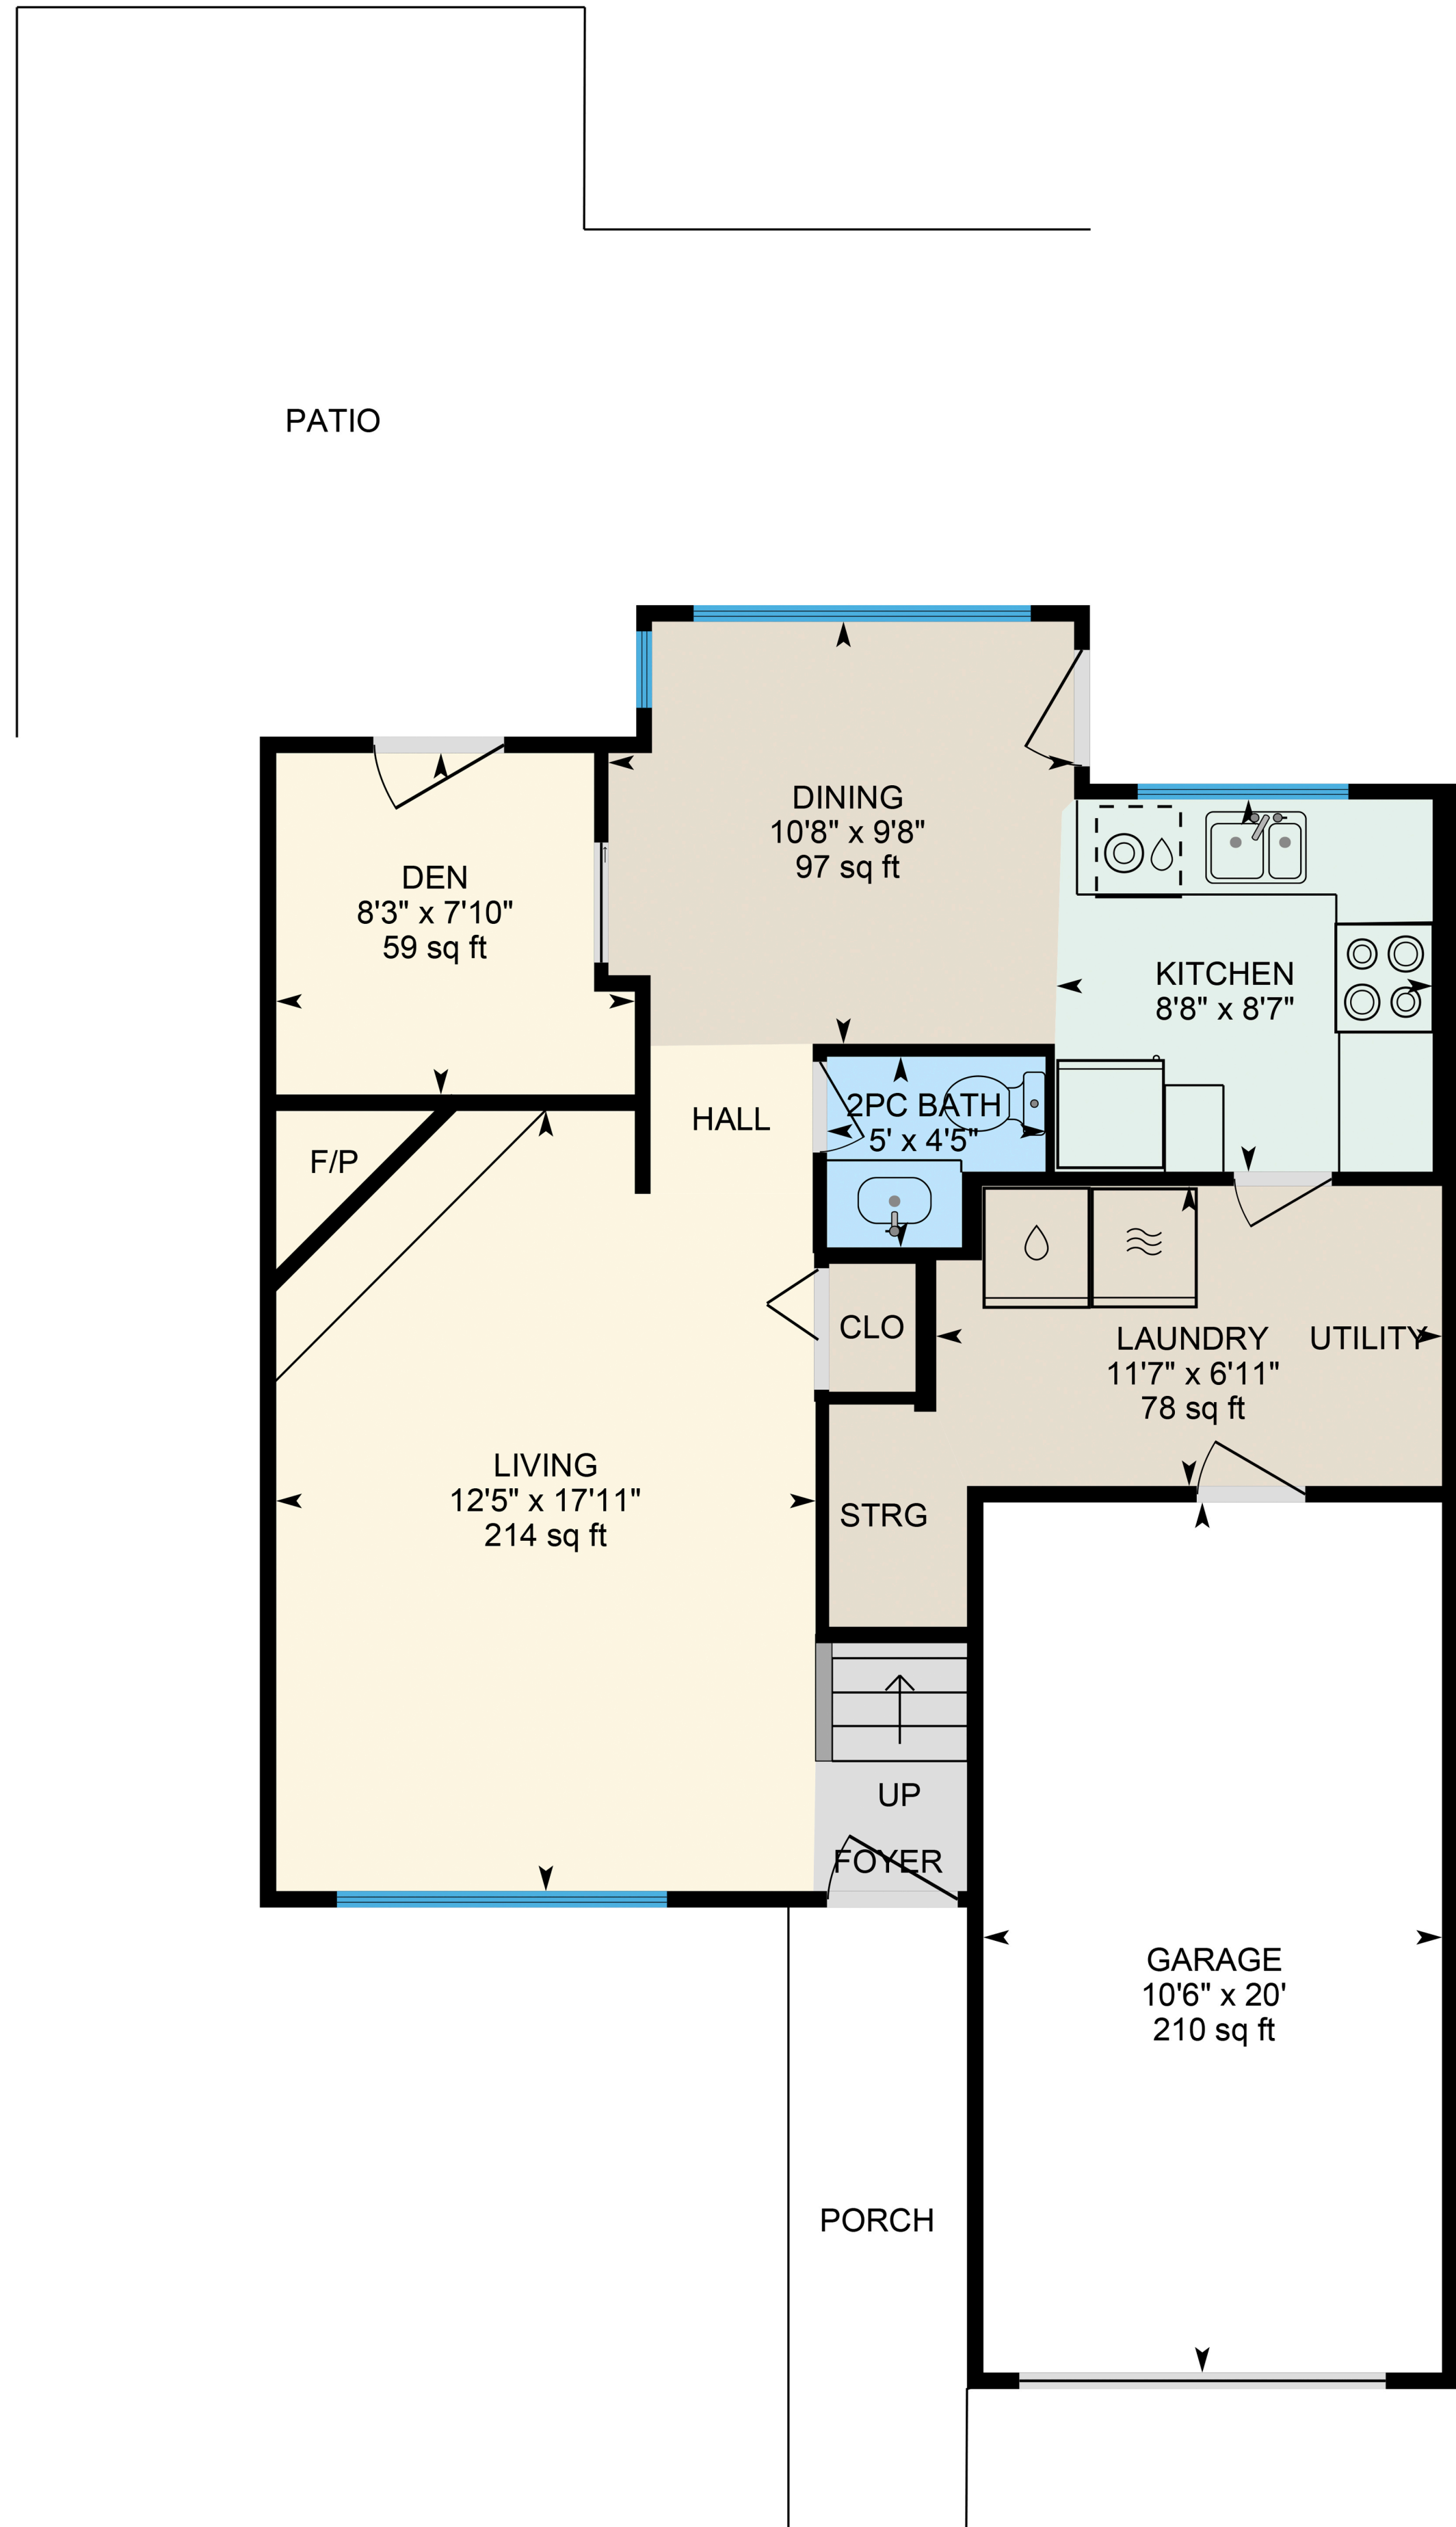 PATIO
DINING
10'8" x 9'8"
97 sq ft
DEN
8'3" x 7'10"
59 sq ft
KITCHEN
8'8" x 8'7"
HALL
2PC BATH
5' x 4'5"
F/P
CLO
LAUNDRY
11'7" x 6'11"
78 sq ft
UTILITY
LIVING
12'5" x 17'11"
214 sq ft
STRG
UP
FOYER
GARAGE
10'6" x 20'
210 sq ft
PORCH